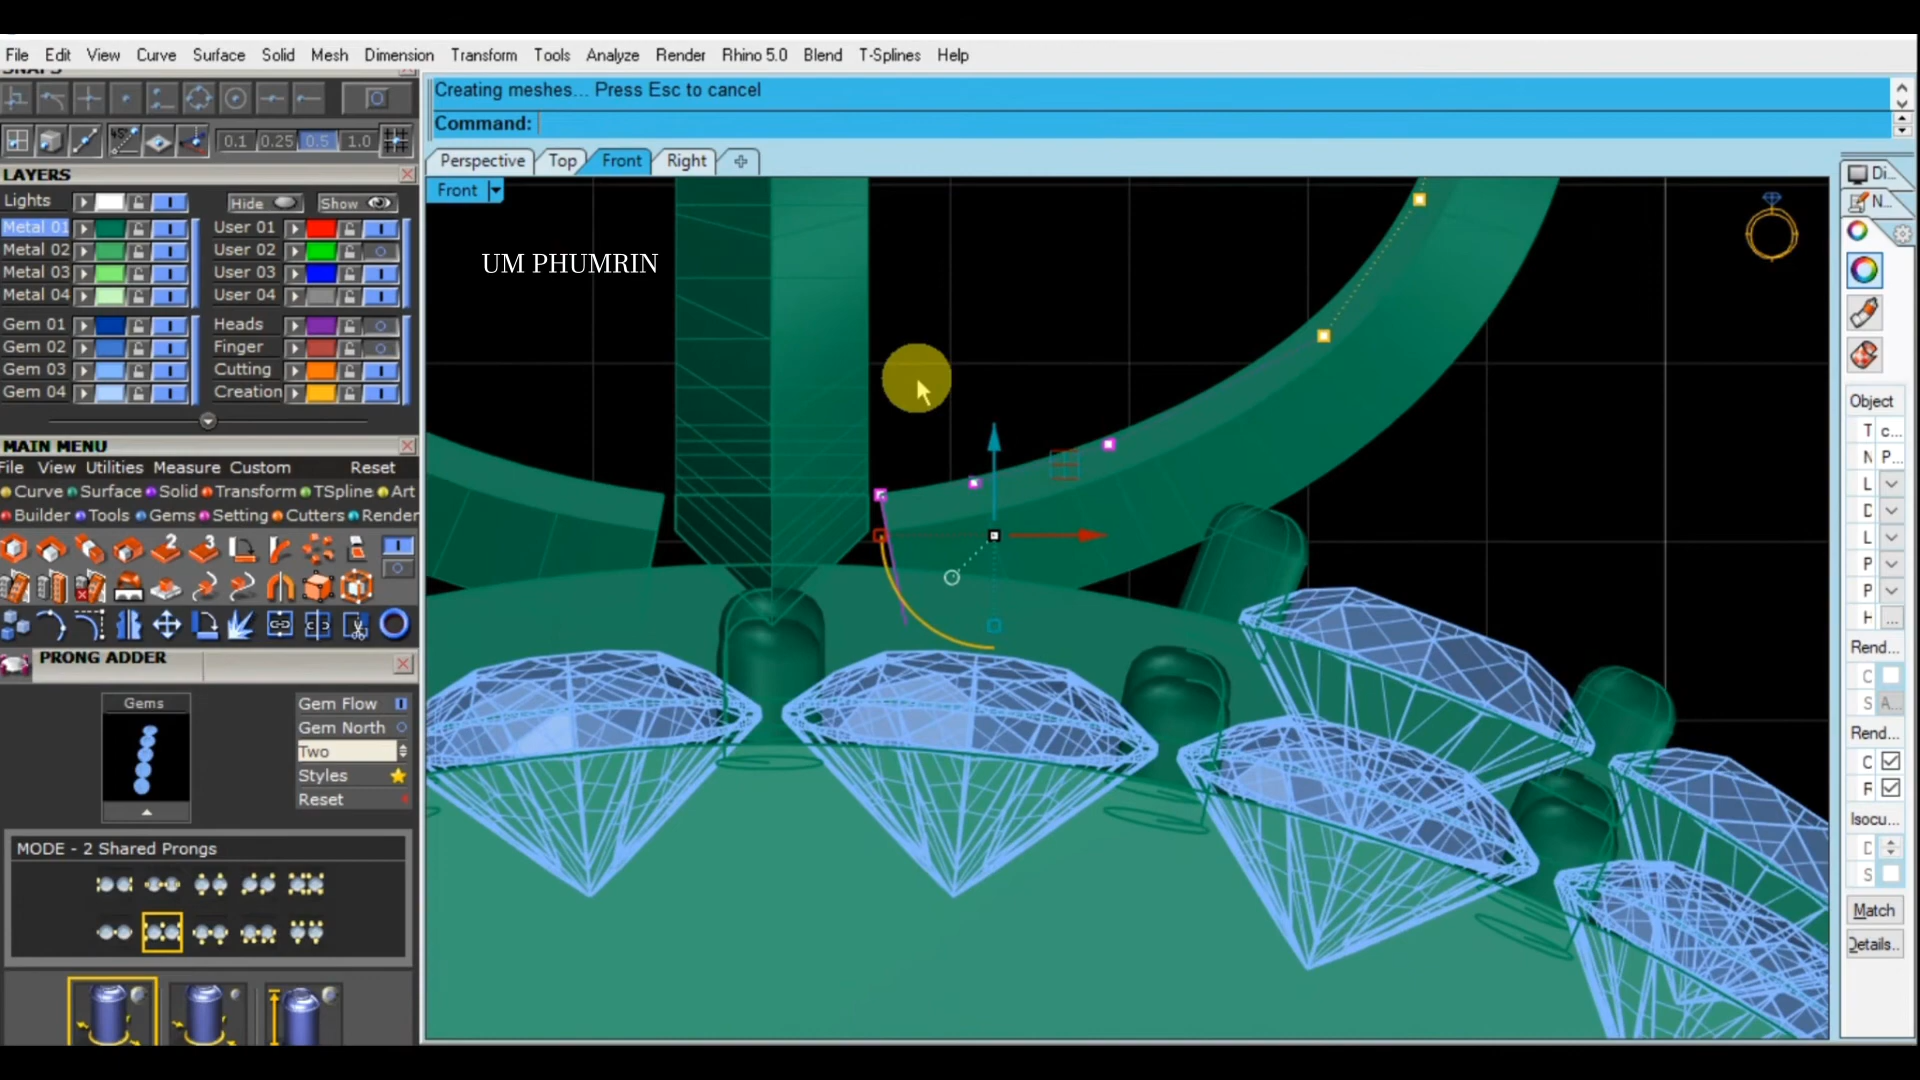 File Edit View Curve Surface Solid Mesh Dimension Transform Tools Analyze Render Rhino 5.0 Blend T-Splines Help
SNAPS
Creating meshes... Press Esc to cancel
Command:
0.1 0.25 0.5 1.0
Perspective Top Front Right
Front
LAYERS
Lights Hide Show
Metal 01 User 01
Metal 02 User 02
Metal 03 User 03
Metal 04 User 04
Gem 01 Heads
Gem 02 Finger
Gem 03 Cutting
Gem 04 Creation
UM PHUMRIN
MAIN MENU
File View Utilities Measure Custom Reset
Curve Surface Solid Transform TSpline Art
Builder Tools Gems Setting Cutters Render
2 3
PRONG ADDER
Gems
Gem Flow
Gem North
Two
Styles
Reset
MODE - 2 Shared Prongs
Di...
N...
Object
T c...
N P...
L
D
L
P
P
H ...
Rend...
C
S A...
Rend...
C
F
Isocu...
D
S
Match
Details..